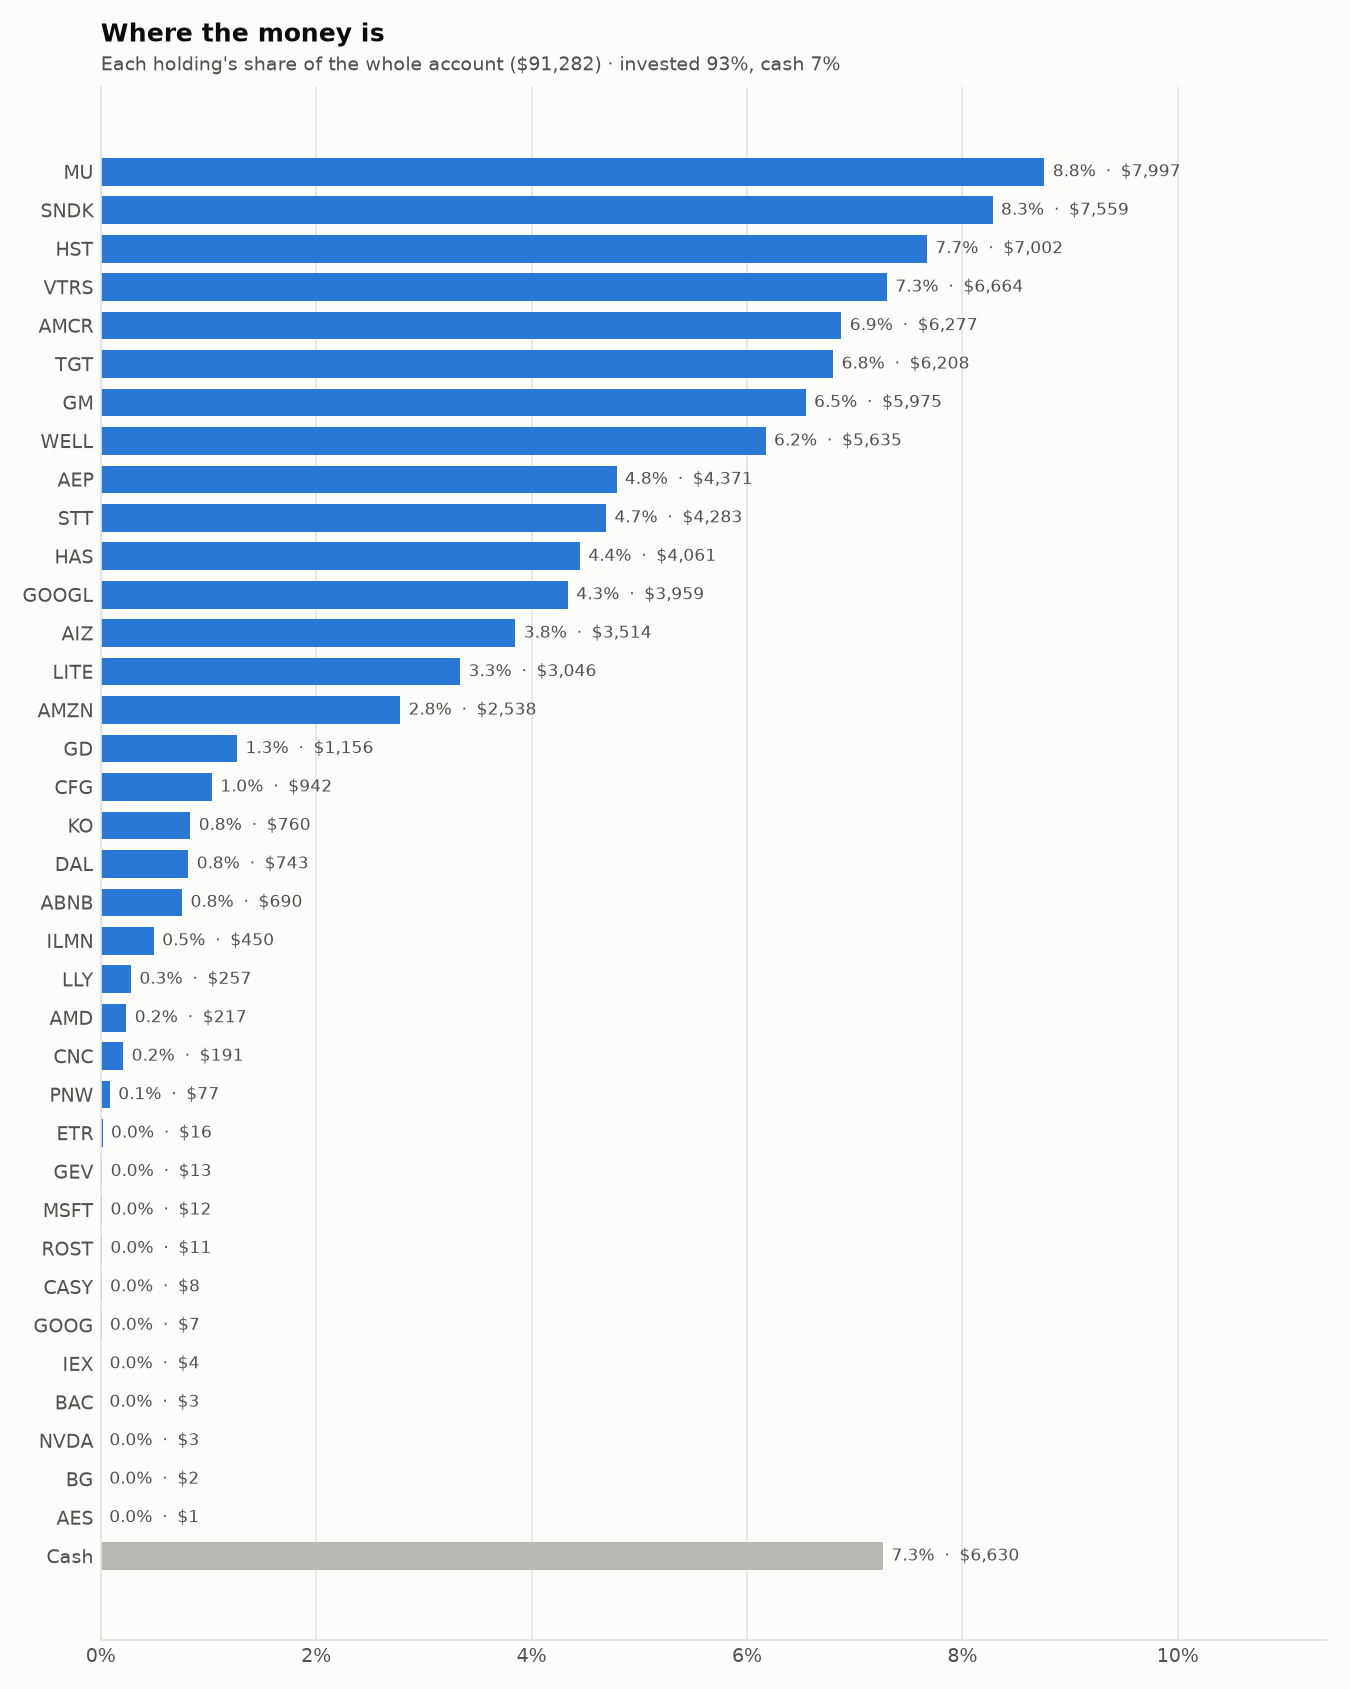 Where the money is
Each holding's share of the whole account ($91,282) · invested 93%, cash 7%
MU 8.8% · $7,997
SNDK 8.3% · $7,559
HST 7.7% · $7,002
VTRS 7.3% · $6,664
AMCR 6.9% · $6,277
TGT 6.8% · $6,208
GM 6.5% · $5,975
WELL 6.2% · $5,635
AEP 4.8% · $4,371
STT 4.7% · $4,283
HAS 4.4% · $4,061
GOOGL 4.3% · $3,959
AIZ 3.8% · $3,514
LITE 3.3% · $3,046
AMZN 2.8% · $2,538
GD 1.3% · $1,156
CFG 1.0% · $942
KO 0.8% · $760
DAL 0.8% · $743
ABNB 0.8% · $690
ILMN 0.5% · $450
LLY 0.3% · $257
AMD 0.2% · $217
CNC 0.2% · $191
PNW 0.1% · $77
ETR 0.0% · $16
GEV 0.0% · $13
MSFT 0.0% · $12
ROST 0.0% · $11
CASY 0.0% · $8
GOOG 0.0% · $7
IEX 0.0% · $4
BAC 0.0% · $3
NVDA 0.0% · $3
BG 0.0% · $2
AES 0.0% · $1
Cash 7.3% · $6,630
0% 2% 4% 6% 8% 10%